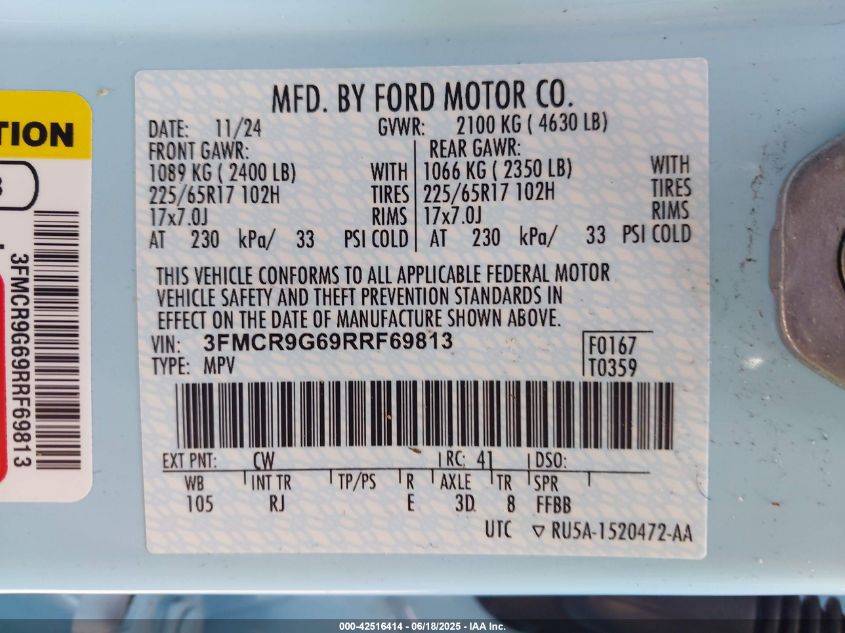 TION
3FMCR9G69RRF69813
MFD. BY FORD MOTOR CO.
DATE: 11/24 GVWR: 2100 KG ( 4630 LB)
FRONT GAWR: REAR GAWR:
1089 KG ( 2400 LB) WITH 1066 KG ( 2350 LB) WITH
225/65R17 102H TIRES 225/65R17 102H TIRES
17x7.0J RIMS 17x7.0J RIMS
AT 230 kPa/ 33 PSI COLD AT 230 kPa/ 33 PSI COLD
THIS VEHICLE CONFORMS TO ALL APPLICABLE FEDERAL MOTOR
VEHICLE SAFETY AND THEFT PREVENTION STANDARDS IN
EFFECT ON THE DATE OF MANUFACTURE SHOWN ABOVE.
VIN: 3FMCR9G69RRF69813 F0167
TYPE: MPV T0359
EXT PNT: CW RC: 41 DSO:
WB INT TR TP/PS R AXLE TR SPR
105 RJ E 3D 8 FFBB
UTC ▽ RU5A-1520472-AA
000-42516414 - 06/18/2025 - IAA Inc.